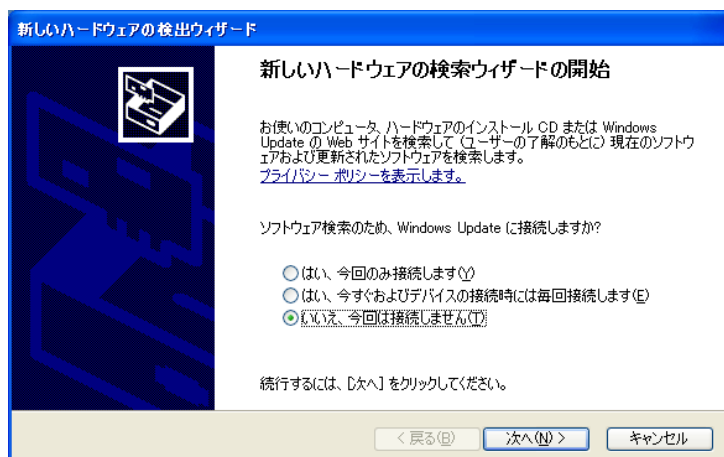 新しいハードウェアの検出ウィザード
新しいハードウェアの検索ウィザードの開始
お使いのコンピュータ、ハードウェアのインストール CD または Windows
Update の Web サイトを検索して (ユーザーの了解のもとに) 現在のソフトウ
ェアおよび更新されたソフトウェアを検索します。
プライバシー ポリシーを表示します。
ソフトウェア検索のため、Windows Update に接続しますか?
はい、今回のみ接続します(Y)
はい、今すぐおよびデバイスの接続時には毎回接続します(E)
いいえ、今回は接続しません(T)
続行するには、[次へ] をクリックしてください。
< 戻る(B) 次へ(N) > キャンセル